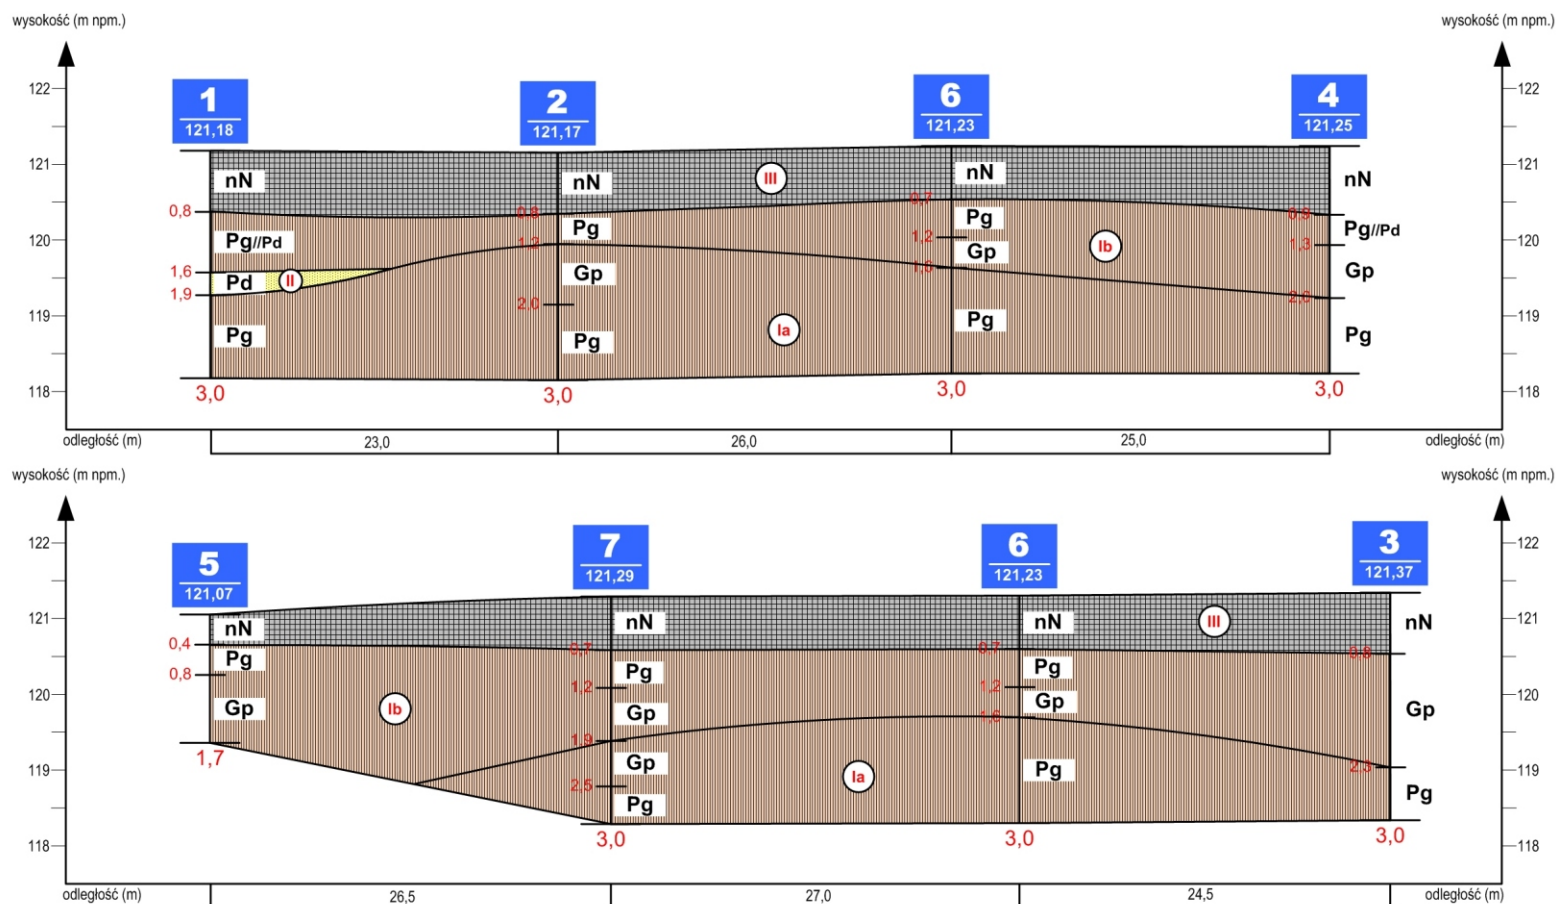 wysokość (m npm.) wysokość (m npm.)
122 122
121 121
120 120
119 119
118 118
1
121,18
2
121,17
6
121,23
4
121,25
nN
0,8
Pg//Pd
1,6
Pd
II
1,9
Pg
3,0
nN
0,8
Pg
1,2
Gp
2,0
Pg
3,0
III
Ia
nN
0,7
Pg
1,2
Gp
1,6
Pg
3,0
Ib
nN
0,9
Pg//Pd
1,3
Gp
2,0
Pg
3,0
odległość (m) 23,0 26,0 25,0 odległość (m)
wysokość (m npm.) wysokość (m npm.)
122 122
121 121
120 120
119 119
118 118
5
121,07
7
121,29
6
121,23
3
121,37
nN
0,4
Pg
0,8
Gp
1,7
Ib
nN
0,7
Pg
1,2
Gp
1,9
Gp
2,5
Pg
3,0
Ia
nN
0,7
Pg
1,2
Gp
1,6
Pg
3,0
III
nN
0,8
Gp
2,3
Pg
3,0
odległość (m) 26,5 27,0 24,5 odległość (m)